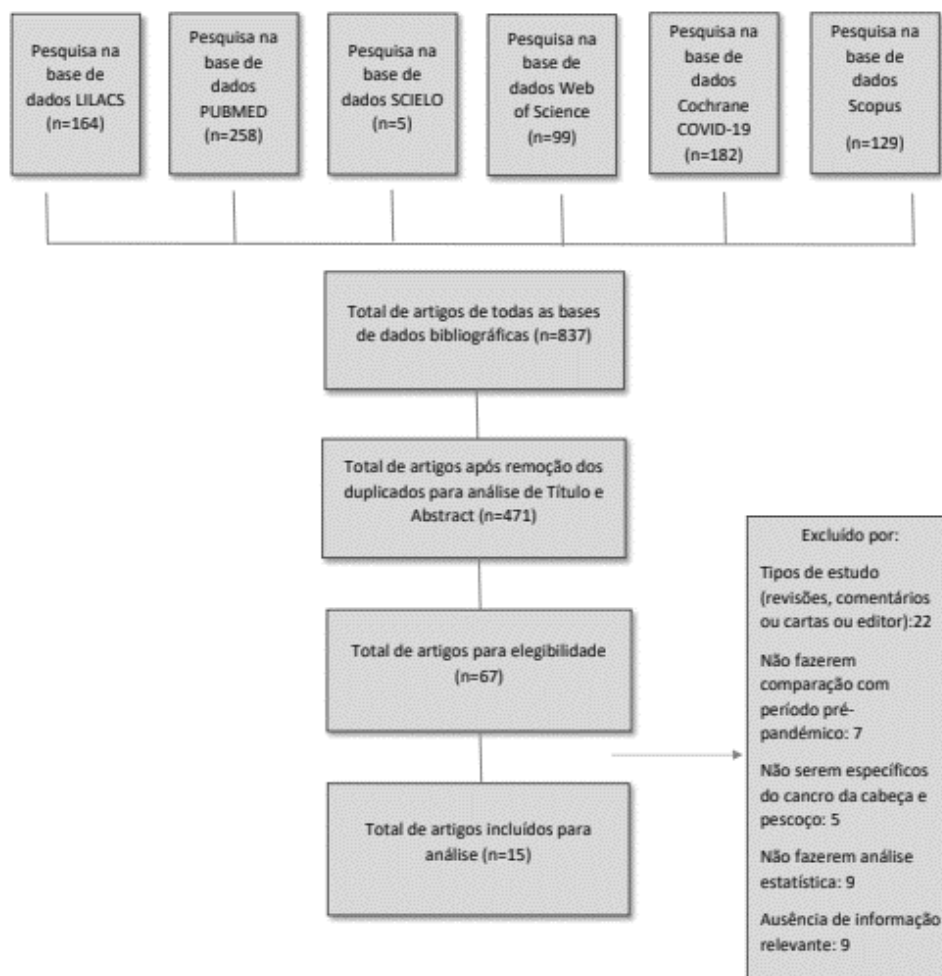 Pesquisa na
base de
dados LILACS
(n=164)
Pesquisa na
base de
dados
PUBMED
(n=258)
Pesquisa na
base de
dados SCIELO
(n=5)
Pesquisa na
base de
dados Web
of Science
(n=99)
Pesquisa na
base de
dados
Cochrane
COVID-19
(n=182)
Pesquisa na
base de
dados
Scopus
(n=129)
Total de artigos de todas as bases
de dados bibliográficas (n=837)
Total de artigos após remoção dos
duplicados para análise de Título e
Abstract (n=471)
Total de artigos para elegibilidade
(n=67)
Total de artigos incluídos para
análise (n=15)
Excluído por:
Tipos de estudo
(revisões, comentários
ou cartas ou editor):22
Não fazerem
comparação com
período pré-
pandémico: 7
Não serem específicos
do cancro da cabeça e
pescoço: 5
Não fazerem análise
estatística: 9
Ausência de informação
relevante: 9